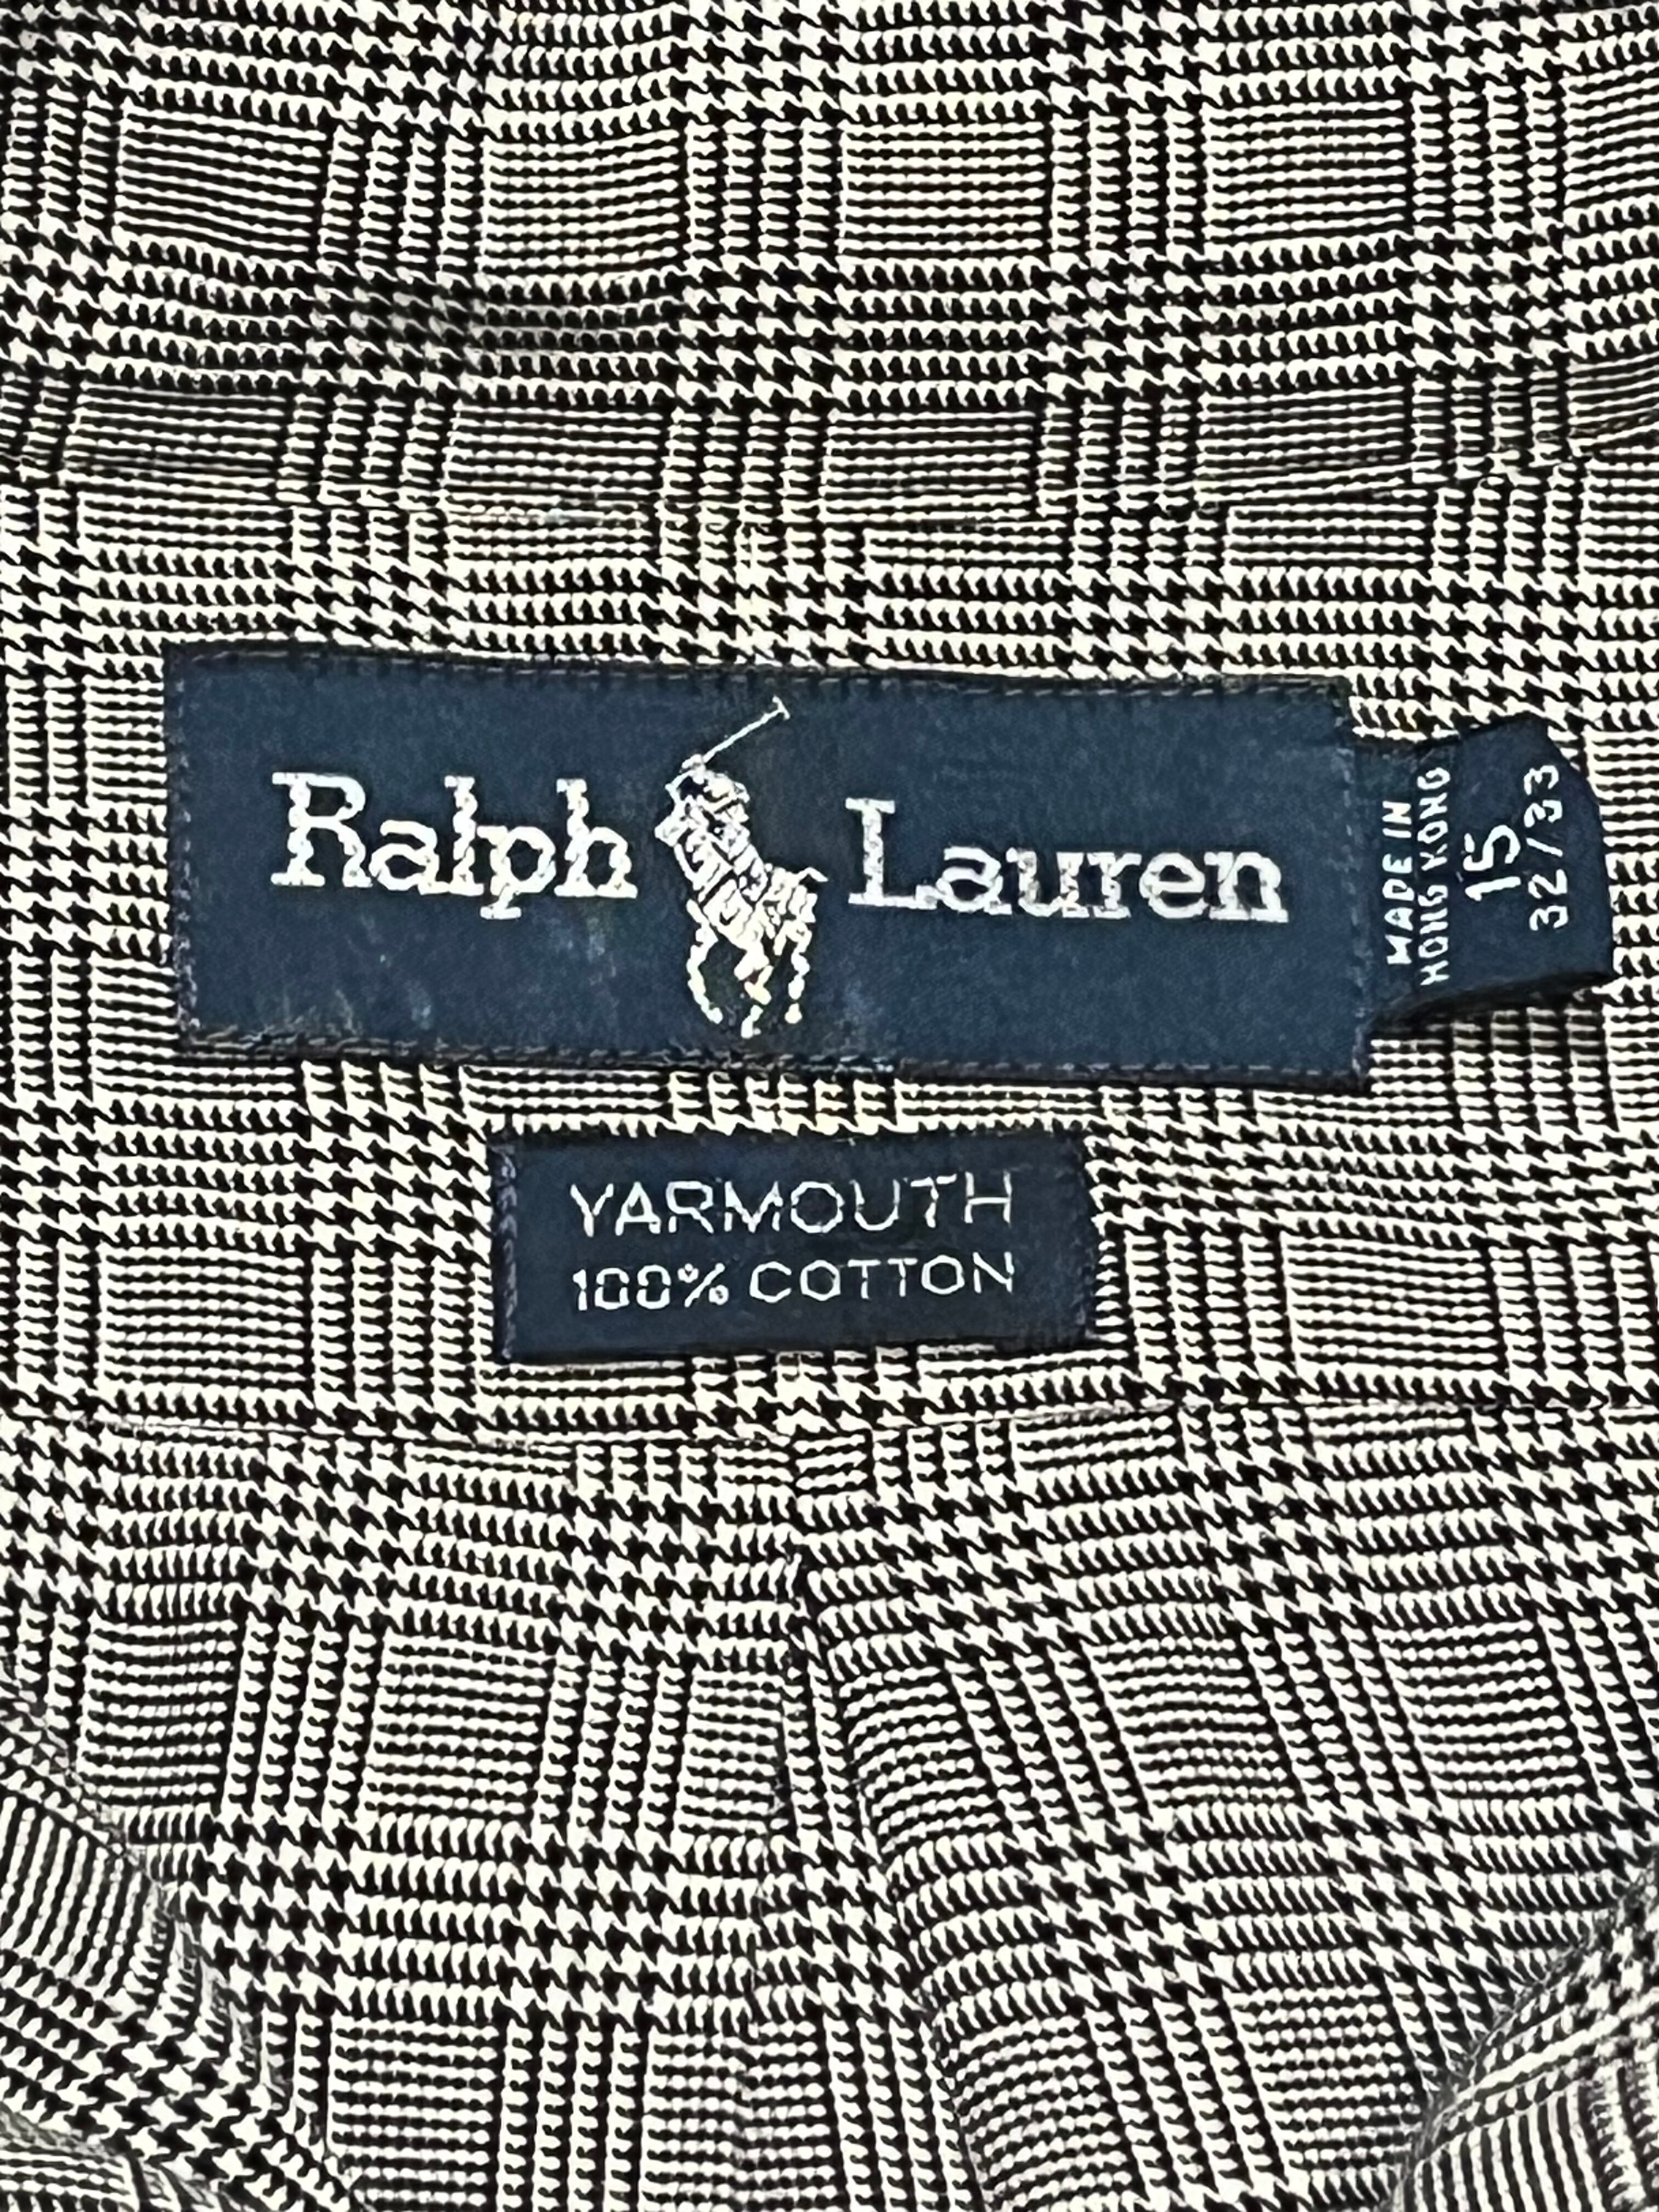 Ralph Lauren
MADE IN
HONG KONG
15
32/33
YARMOUTH
100% COTTON